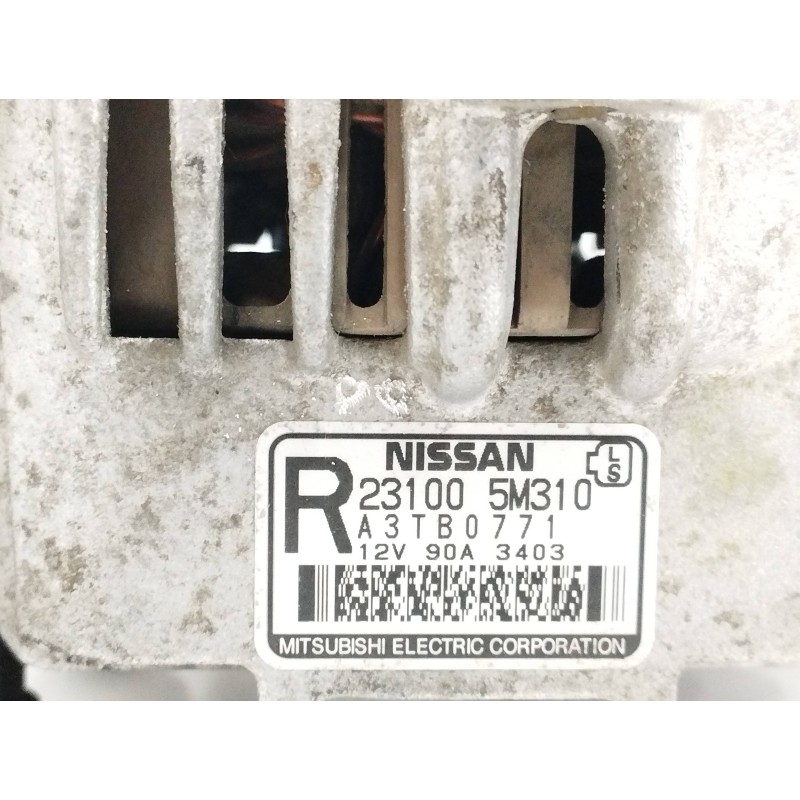 NISSAN
L
S
R
23100 5M310
A3TB0771
12V 90A 3403
MITSUBISHI ELECTRIC CORPORATION